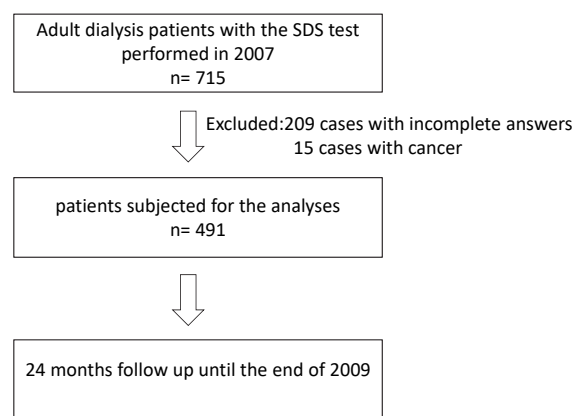 Adult dialysis patients with the SDS test
performed in 2007
n= 715
Excluded:209 cases with incomplete answers
15 cases with cancer
patients subjected for the analyses
n= 491
24 months follow up until the end of 2009